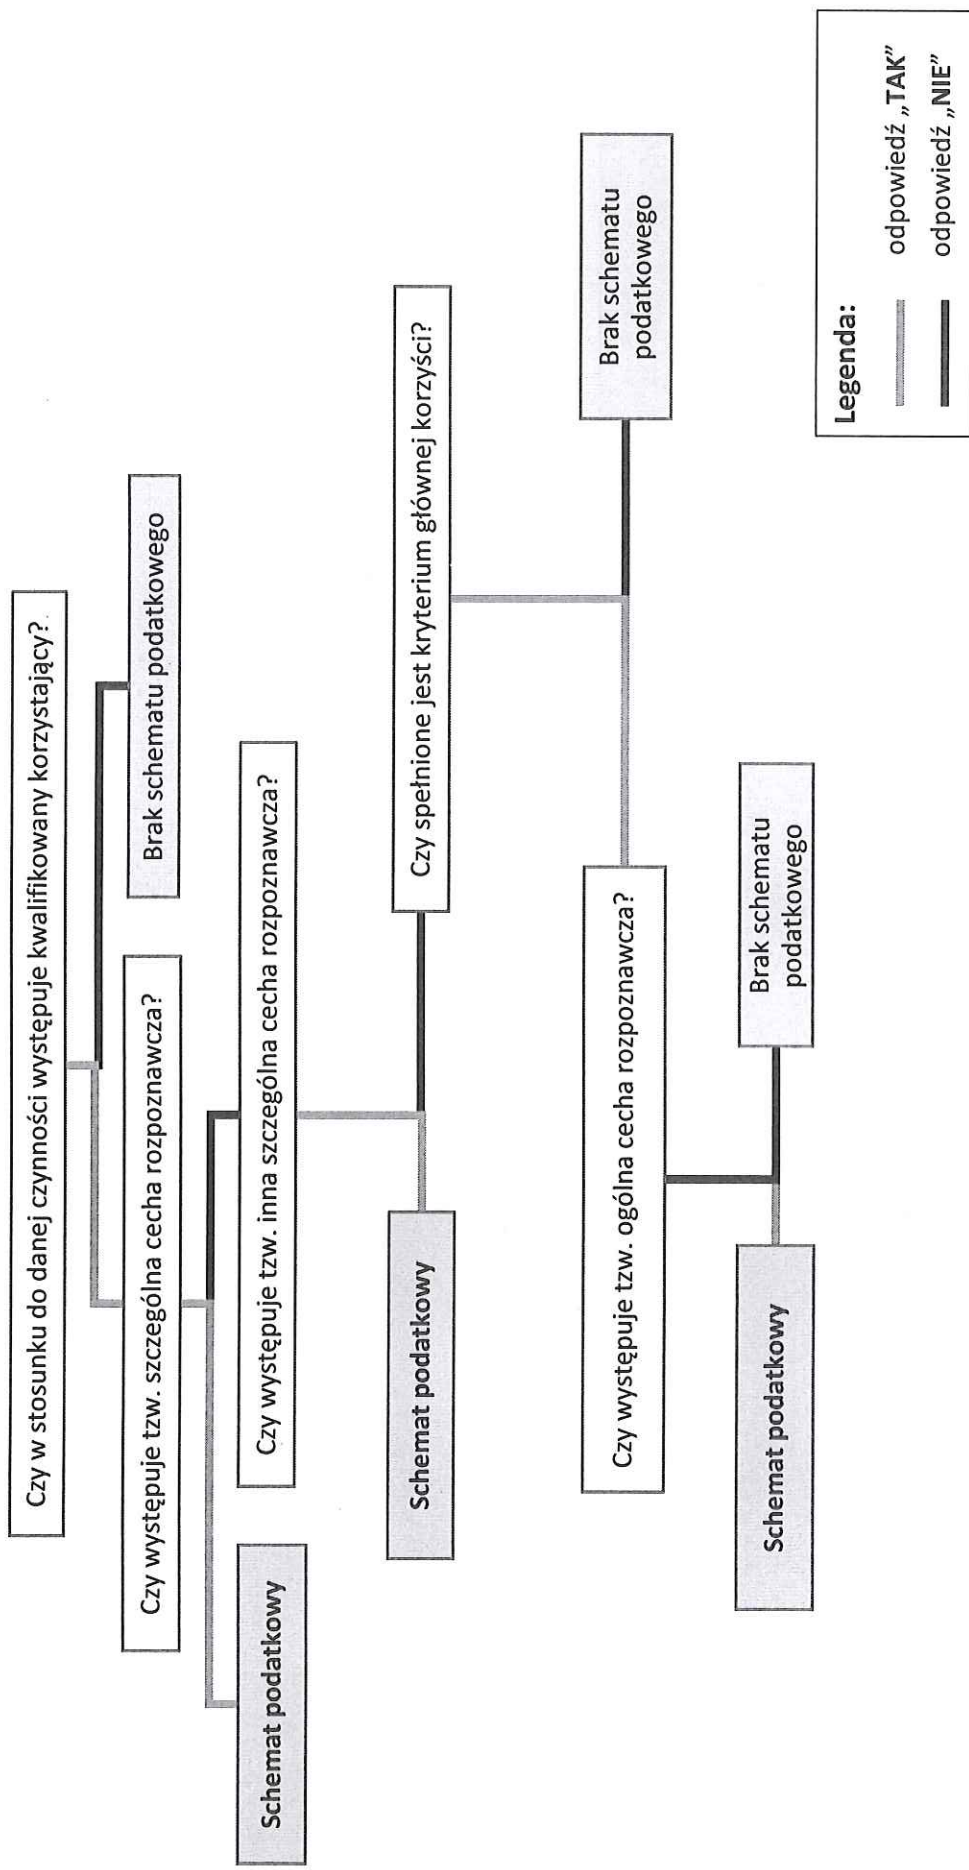 Czy w stosunku do danej czynności występuje kwalifikowany korzystający?
Brak schematu podatkowego
Czy występuje tzw. szczególna cecha rozpoznawcza?
Schemat podatkowy
Czy występuje tzw. inna szczególna cecha rozpoznawcza?
Schemat podatkowy
Czy spełnione jest kryterium głównej korzyści?
Czy występuje tzw. ogólna cecha rozpoznawcza?
Brak schematu
podatkowego
Schemat podatkowy
Brak schematu
podatkowego
Legenda:
odpowiedź „TAK”
odpowiedź „NIE”